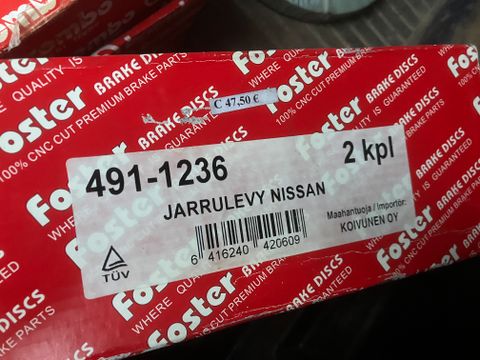 C 47,50 €
491-1236
2 kpl
JARRULEVY NISSAN
Maahantuoja / Importör:
KOIVUNEN OY
6 416240 420609
TÜV
Foster
BRAKE DISCS
WHERE QUALITY IS GUARANTEED
100% CNC CUT PREMIUM BRAKE PARTS